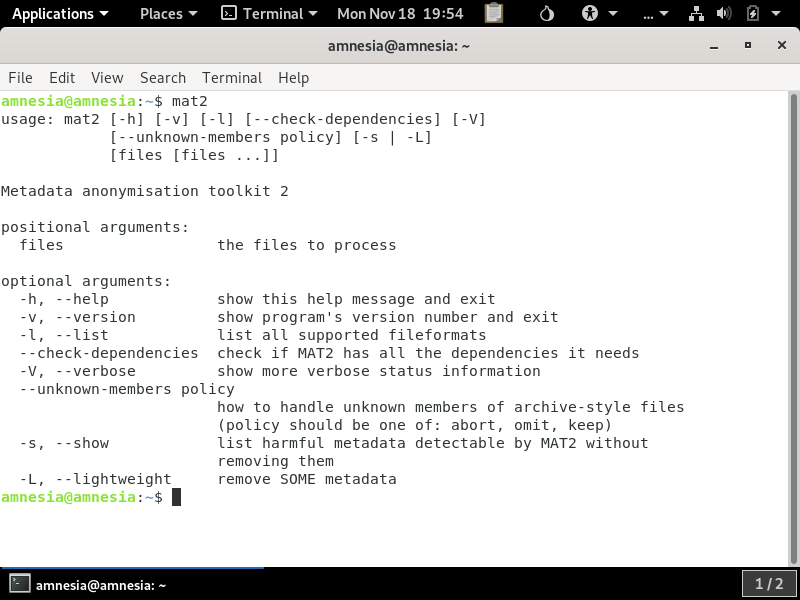 Applications Places Terminal Mon Nov 18 19:54 ...
amnesia@amnesia: ~
File Edit View Search Terminal Help
amnesia@amnesia:~$ mat2
usage: mat2 [-h] [-v] [-l] [--check-dependencies] [-V]
            [--unknown-members policy] [-s | -L]
            [files [files ...]]

Metadata anonymisation toolkit 2

positional arguments:
  files                 the files to process

optional arguments:
  -h, --help            show this help message and exit
  -v, --version         show program's version number and exit
  -l, --list            list all supported fileformats
  --check-dependencies  check if MAT2 has all the dependencies it needs
  -V, --verbose         show more verbose status information
  --unknown-members policy
                        how to handle unknown members of archive-style files
                        (policy should be one of: abort, omit, keep)
  -s, --show            list harmful metadata detectable by MAT2 without
                        removing them
  -L, --lightweight     remove SOME metadata
amnesia@amnesia:~$
amnesia@amnesia: ~
1 / 2